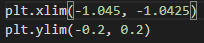 plt.xlim(-1.045, -1.0425)
plt.ylim(-0.2, 0.2)